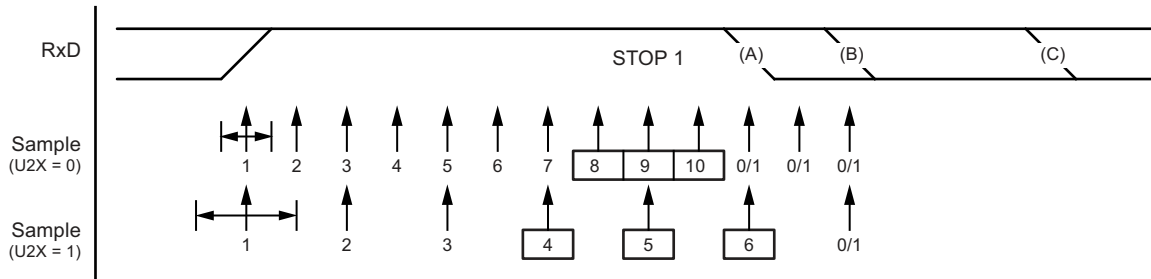 RxD STOP 1 (A) (B) (C)
Sample
(U2X = 0)
1 2 3 4 5 6 7 8 9 10 0/1 0/1 0/1
Sample
(U2X = 1)
1 2 3 4 5 6 0/1